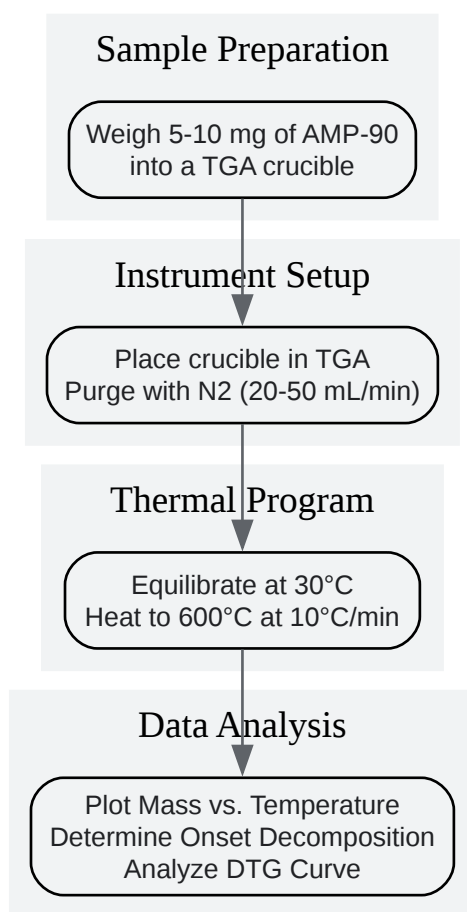 Sample Preparation
Weigh 5-10 mg of AMP-90
into a TGA crucible
Instrument Setup
Place crucible in TGA
Purge with N2 (20-50 mL/min)
Thermal Program
Equilibrate at 30°C
Heat to 600°C at 10°C/min
Data Analysis
Plot Mass vs. Temperature
Determine Onset Decomposition
Analyze DTG Curve